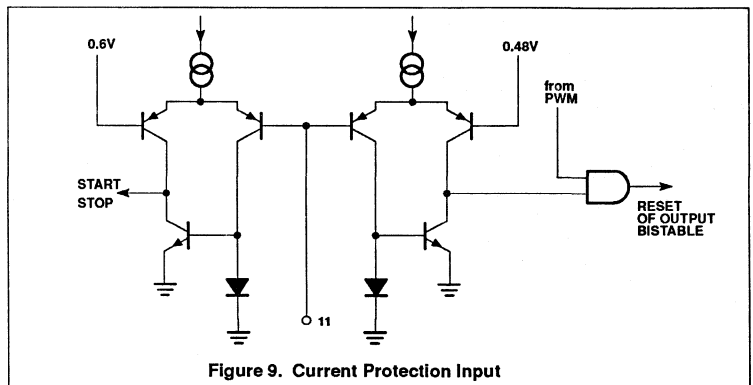 0.6V
0.48V
from
PWM
START
STOP
RESET
OF OUTPUT
BISTABLE
11
Figure 9. Current Protection Input